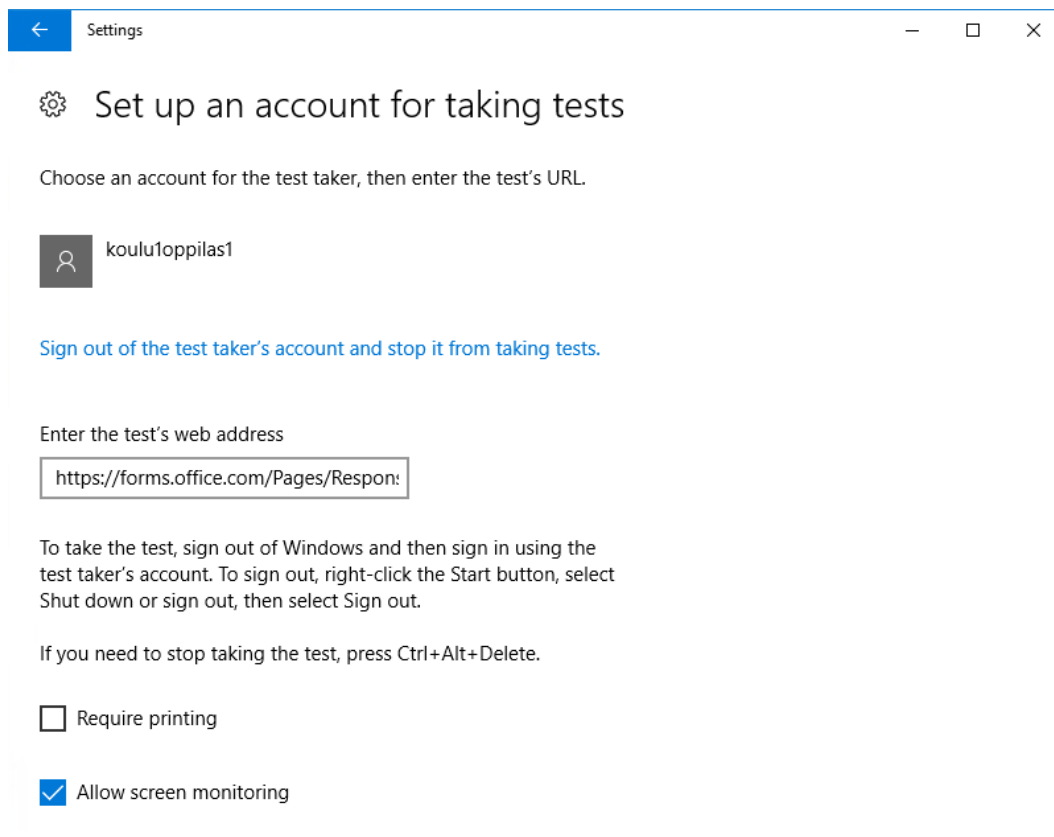 Settings
Set up an account for taking tests
Choose an account for the test taker, then enter the test's URL.
koulu1oppilas1
Sign out of the test taker's account and stop it from taking tests.
Enter the test's web address
https://forms.office.com/Pages/Respons
To take the test, sign out of Windows and then sign in using the
test taker's account. To sign out, right-click the Start button, select
Shut down or sign out, then select Sign out.
If you need to stop taking the test, press Ctrl+Alt+Delete.
Require printing
Allow screen monitoring